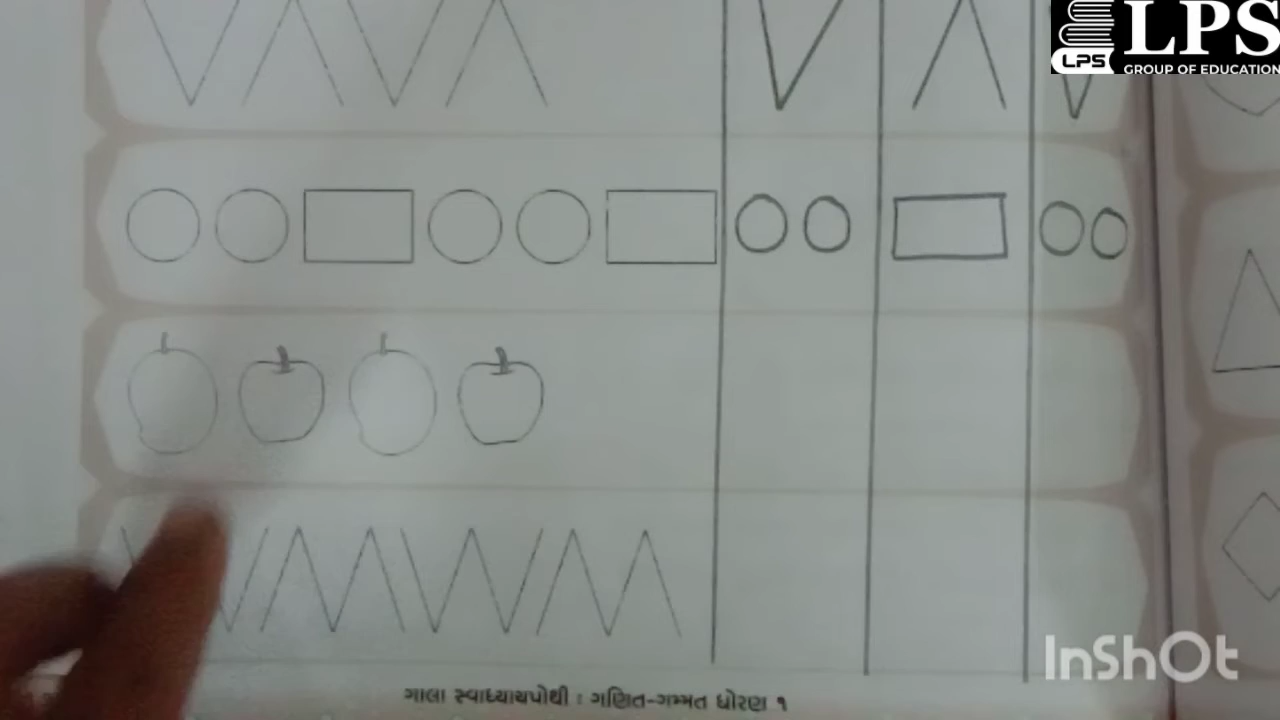 LPS
LPS
GROUP OF EDUCATION
ગાલા સ્વાધ્યાયપોથી : ગણિત-ગમ્મત ધોરણ ૧
InShOt